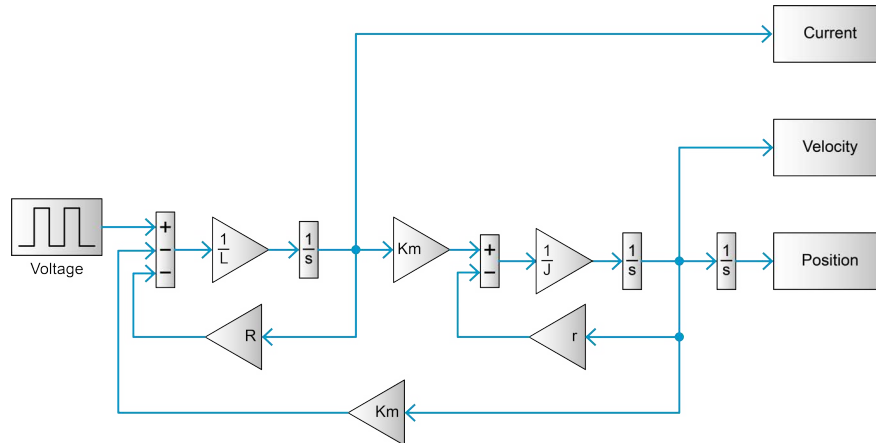 Current
Velocity
Voltage
+
−
−
1
L
1
s
Km
+
−
1
J
1
s
1
s
Position
R
r
Km